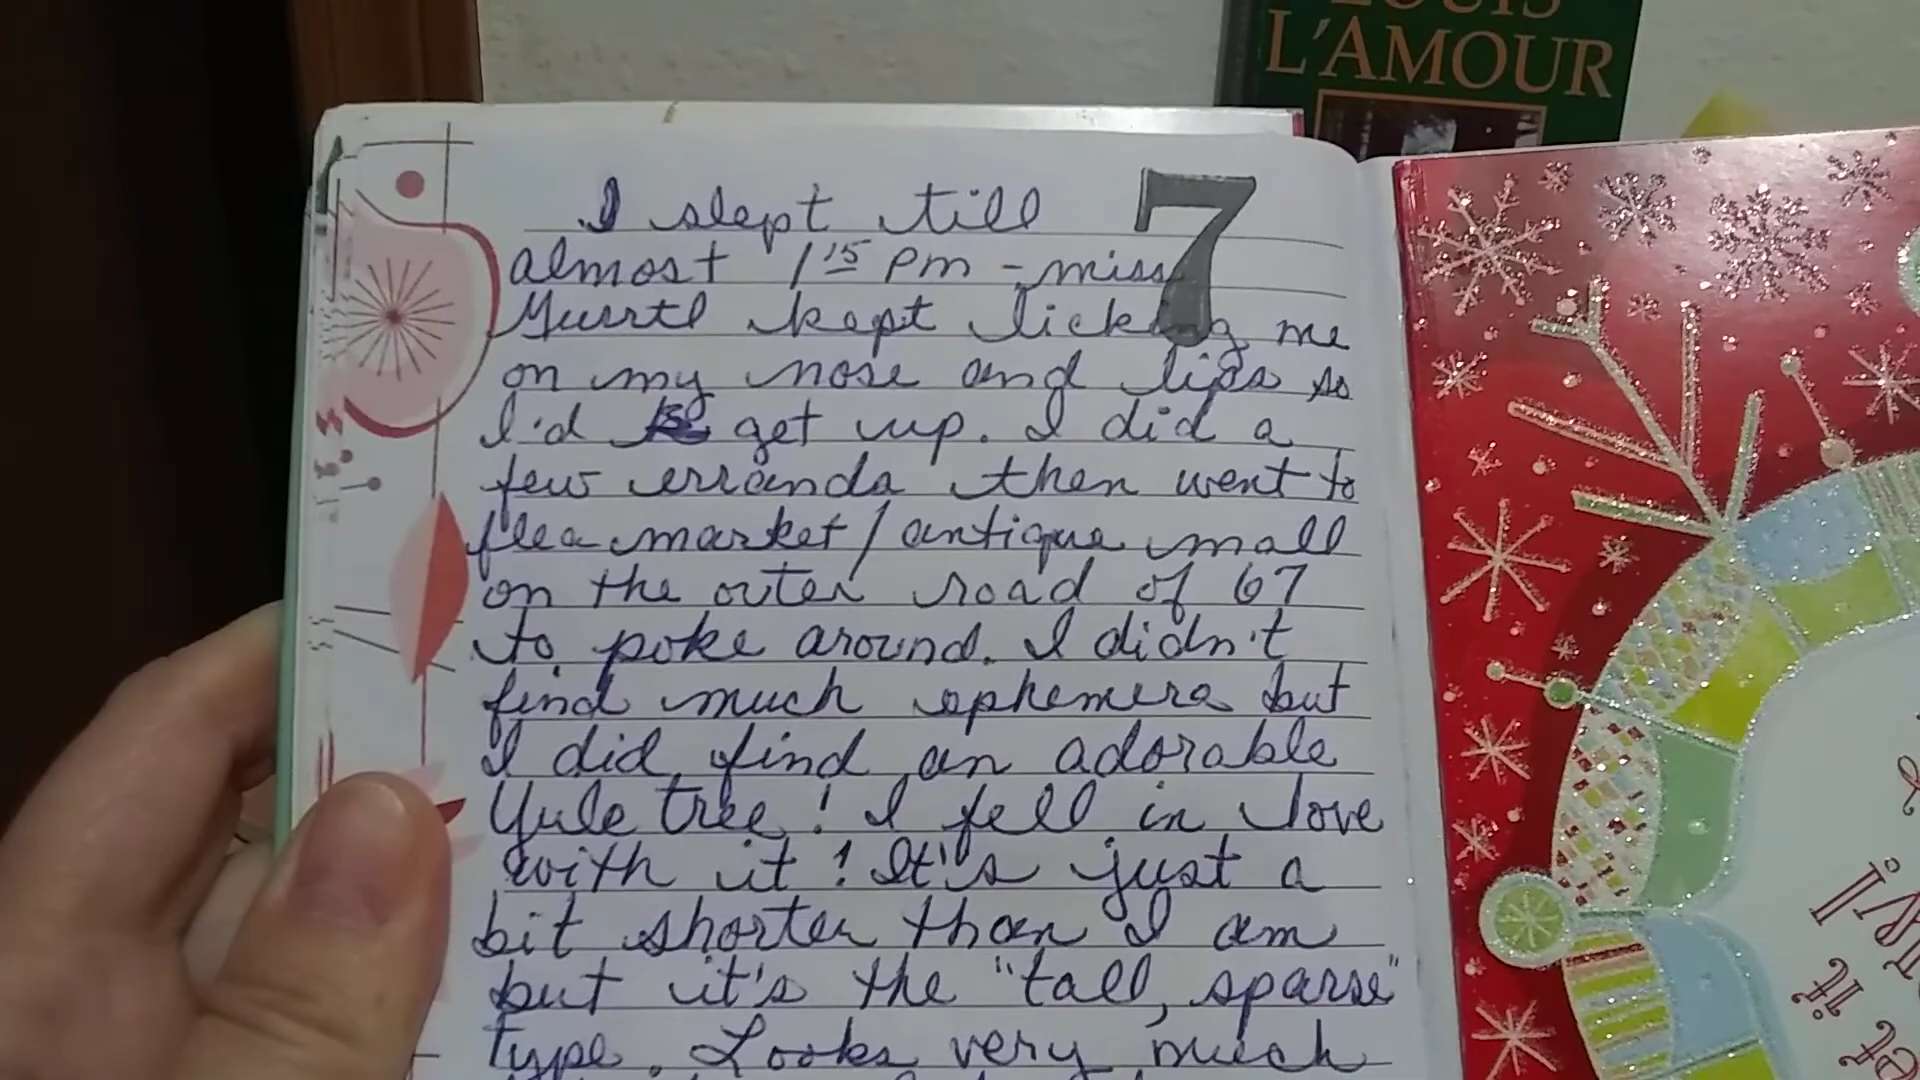 LOUIS
L'AMOUR
7
I slept till
almost 1 15 pm - miss
kept licking me
on my nose and lips so
I'd get up. I did a
few errands then went to
flea market / antique mall
on the outer road of 67
to poke around. I didn't
find much ephemera but
I did find an adorable
Yule tree! I fell in love
with it! It's just a
bit shorter than I am
but it's the "tall, sparse"
type. Looks very much